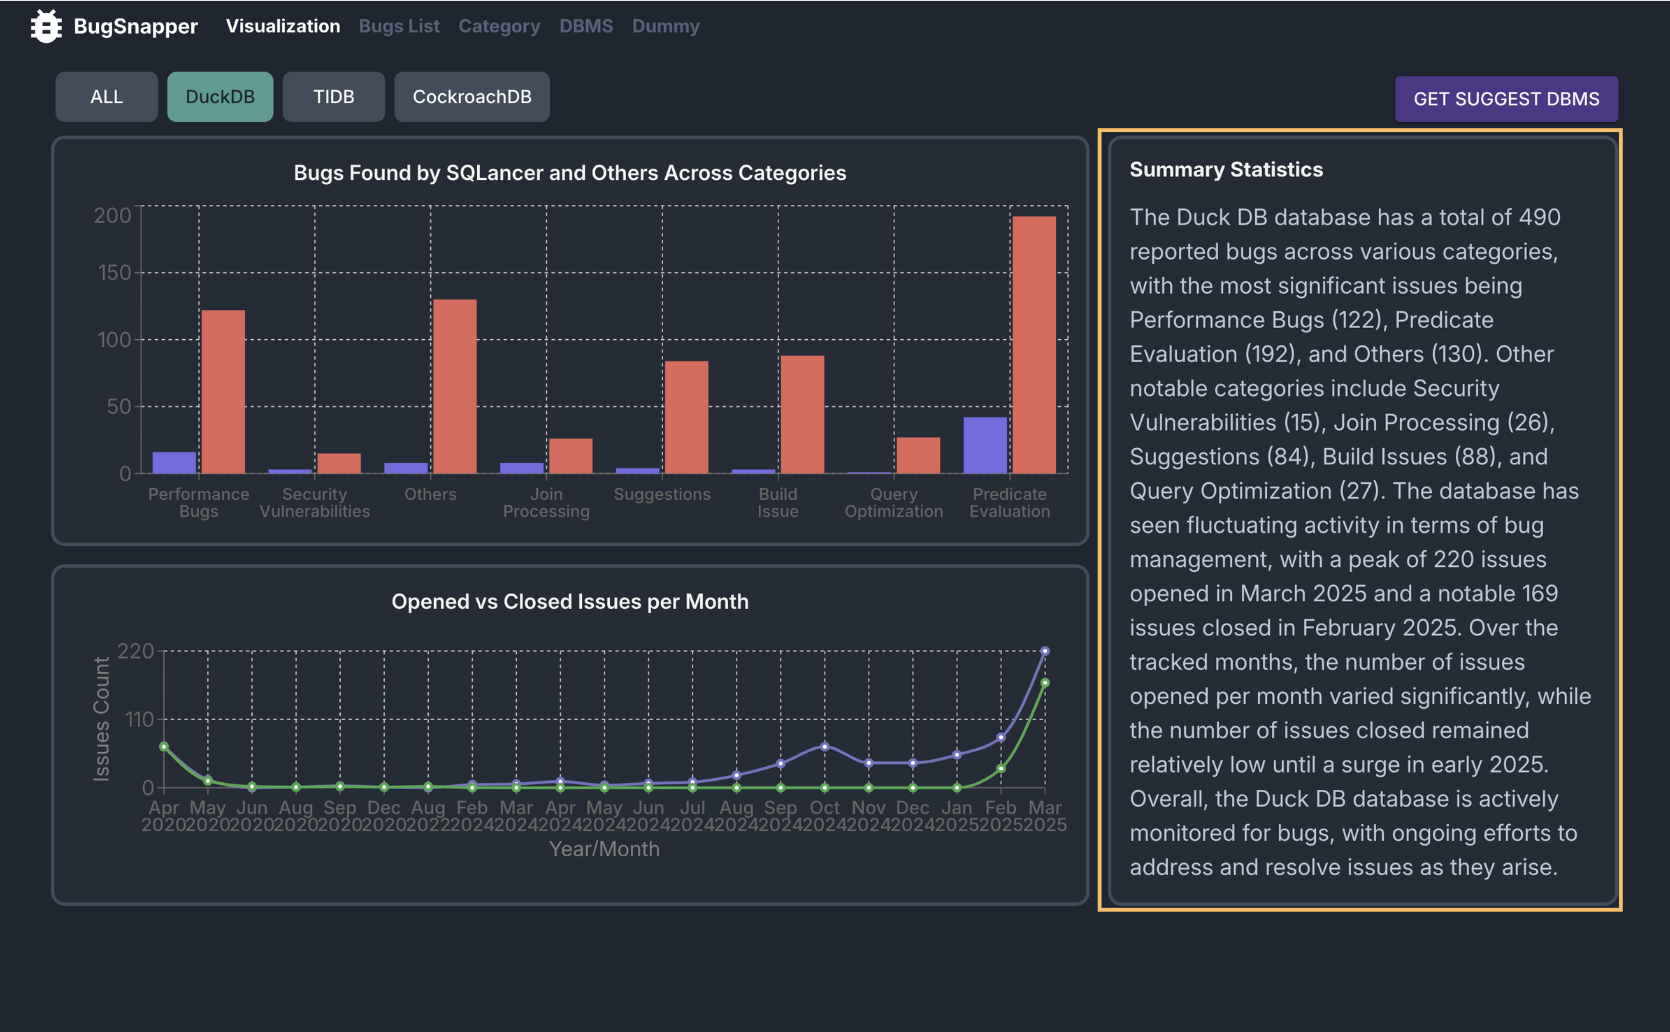 BugSnapper
Visualization
Bugs List
Category
DBMS
Dummy
ALL
DuckDB
TIDB
CockroachDB
GET SUGGEST DBMS
Bugs Found by SQLancer and Others Across Categories
200
150
100
50
0
Performance
Bugs
Security
Vulnerabilities
Others
Join
Processing
Suggestions
Build
Issue
Query
Optimization
Predicate
Evaluation
Opened vs Closed Issues per Month
Issues Count
220
110
0
Apr
2020
May
2020
Jun
2020
Aug
2020
Sep
2020
Dec
2020
Aug
2022
Feb
2024
Mar
2024
Apr
2024
May
2024
Jun
2024
Jul
2024
Aug
2024
Sep
2024
Oct
2024
Nov
2024
Dec
2024
Jan
2025
Feb
2025
Mar
2025
Year/Month
Summary Statistics
The Duck DB database has a total of 490
reported bugs across various categories,
with the most significant issues being
Performance Bugs (122), Predicate
Evaluation (192), and Others (130). Other
notable categories include Security
Vulnerabilities (15), Join Processing (26),
Suggestions (84), Build Issues (88), and
Query Optimization (27). The database has
seen fluctuating activity in terms of bug
management, with a peak of 220 issues
opened in March 2025 and a notable 169
issues closed in February 2025. Over the
tracked months, the number of issues
opened per month varied significantly, while
the number of issues closed remained
relatively low until a surge in early 2025.
Overall, the Duck DB database is actively
monitored for bugs, with ongoing efforts to
address and resolve issues as they arise.